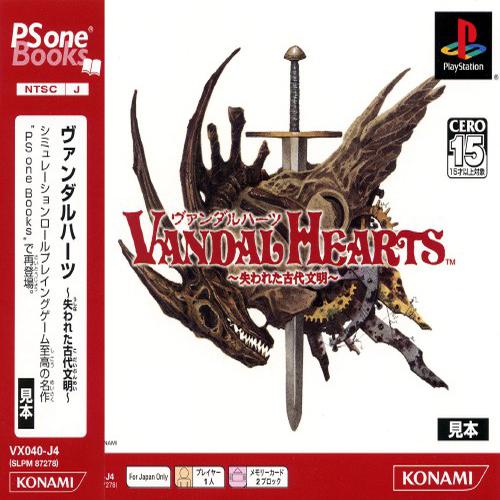 PS one
Books
NTSC J
ヴァンダルハーツ ～失われた古代文明～
シミュレーションロールプレイングゲーム至高の名作
"PS one Books"で再登場。
見本
VX040-J4
(SLPM 87278)
KONAMI
PlayStation
CERO
15
15才以上対象
ヴァンダルハーツ
VANDAL HEARTS™
～失われた古代文明～
見本
-J4
87278)
For Japan Only
プレイヤー
1人
メモリーカード
2ブロック
KONAMI